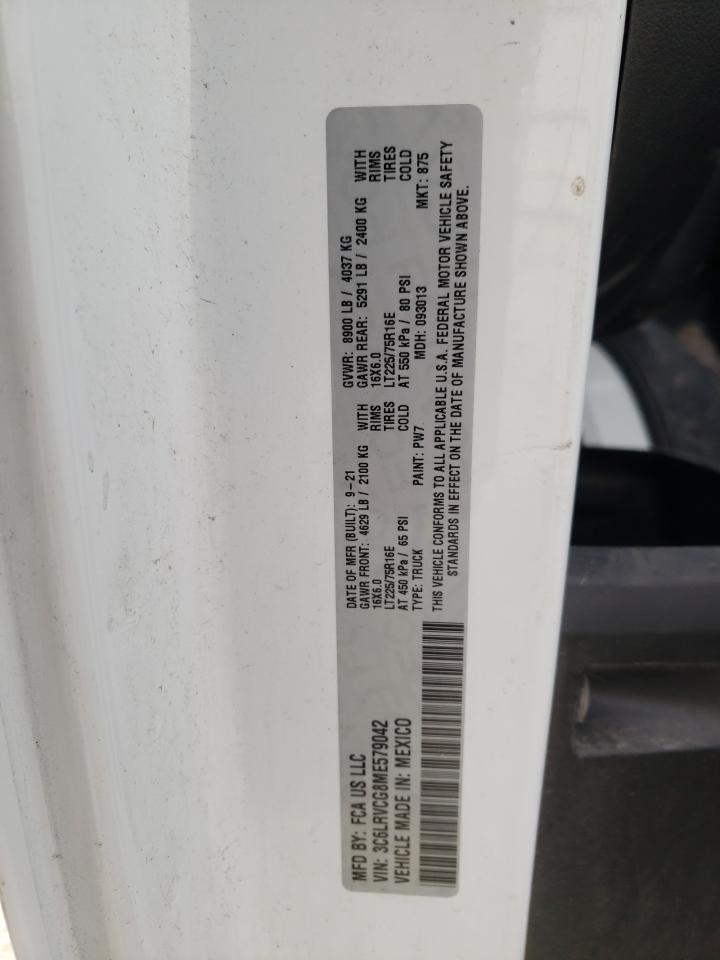 MFD BY: FCA US LLC
VIN: 3C6LRVCG8ME579042
VEHICLE MADE IN: MEXICO
DATE OF MFR (BUILT): 9-21 GVWR: 8900 LB / 4037 KG
GAWR FRONT: 4629 LB / 2100 KG WITH GAWR REAR: 5291 LB / 2400 KG WITH
16X6.0 RIMS 16X6.0 RIMS
LT225/75R16E TIRES LT225/75R16E TIRES
AT 450 kPa / 65 PSI COLD AT 550 kPa / 80 PSI COLD
TYPE: TRUCK PAINT: PW7 MDH: 093013 MKT: 875
THIS VEHICLE CONFORMS TO ALL APPLICABLE U.S.A. FEDERAL MOTOR VEHICLE SAFETY
STANDARDS IN EFFECT ON THE DATE OF MANUFACTURE SHOWN ABOVE.